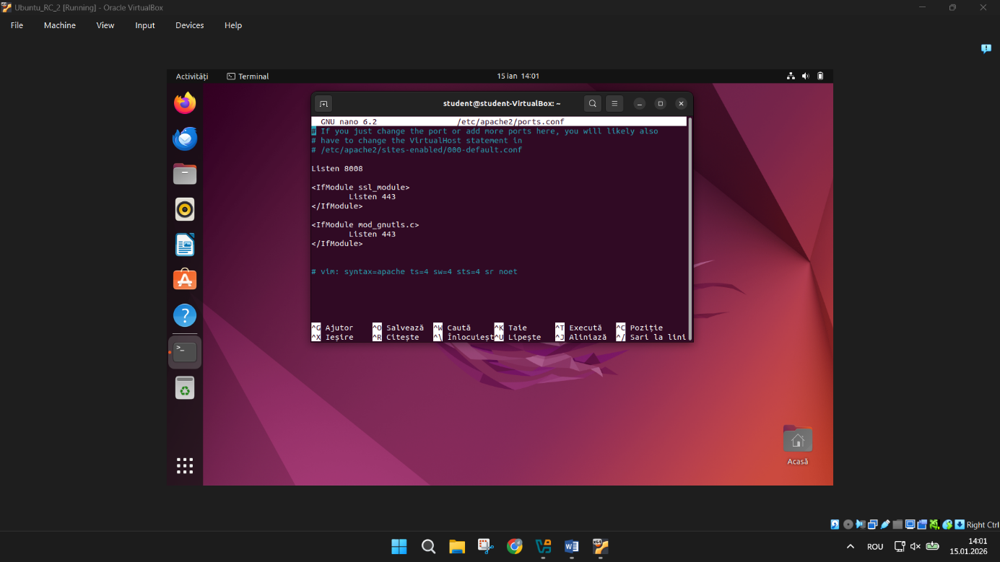 Ubuntu_RC_2 [Running] - Oracle VirtualBox
File Machine View Input Devices Help
Activități Terminal 15 ian 14:01
student@student-VirtualBox: ~
GNU nano 6.2 /etc/apache2/ports.conf
# If you just change the port or add more ports here, you will likely also
# have to change the VirtualHost statement in
# /etc/apache2/sites-enabled/000-default.conf
Listen 8008
<IfModule ssl_module>
Listen 443
</IfModule>
<IfModule mod_gnutls.c>
Listen 443
</IfModule>
# vim: syntax=apache ts=4 sw=4 sts=4 sr noet
^G Ajutor ^O Salvează ^W Caută ^K Taie ^T Execută ^C Poziție
^X Ieșire ^R Citește ^\ Înlocuieșt ^U Lipește ^J Aliniază ^/ Sari la lini
Acasă
Right Ctrl
ROU
14:01
15.01.2026